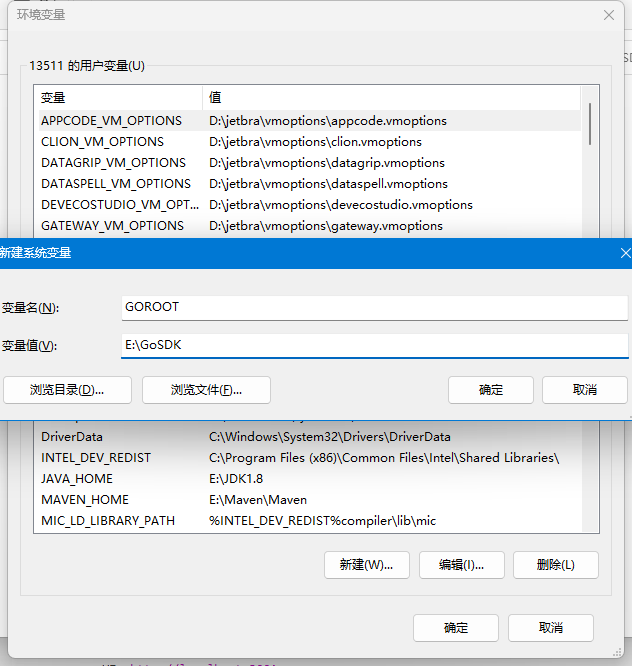 环境变量
13511 的用户变量(U)
变量 值
APPCODE_VM_OPTIONS D:\jetbra\vmoptions\appcode.vmoptions
CLION_VM_OPTIONS D:\jetbra\vmoptions\clion.vmoptions
DATAGRIP_VM_OPTIONS D:\jetbra\vmoptions\datagrip.vmoptions
DATASPELL_VM_OPTIONS D:\jetbra\vmoptions\dataspell.vmoptions
DEVECOSTUDIO_VM_OPT... D:\jetbra\vmoptions\devecostudio.vmoptions
GATEWAY_VM_OPTIONS D:\jetbra\vmoptions\gateway.vmoptions
新建系统变量
变量名(N): GOROOT
变量值(V): E:\GoSDK
浏览目录(D)... 浏览文件(F)... 确定 取消
DriverData C:\Windows\System32\Drivers\DriverData
INTEL_DEV_REDIST C:\Program Files (x86)\Common Files\Intel\Shared Libraries\
JAVA_HOME E:\JDK1.8
MAVEN_HOME E:\Maven\Maven
MIC_LD_LIBRARY_PATH %INTEL_DEV_REDIST%compiler\lib\mic
新建(W)... 编辑(I)... 删除(L)
确定 取消